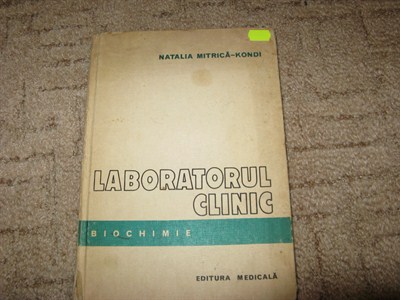 NATALIA MITRICĂ-KONDI
LABORATORUL
CLINIC
BIOCHIMIE
EDITURA MEDICALĂ